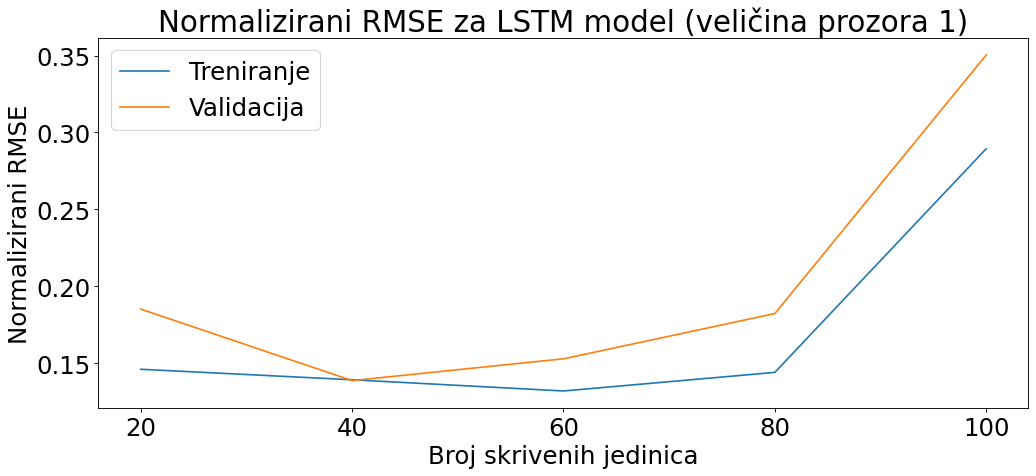 Normalizirani RMSE za LSTM model (veličina prozora 1)
Treniranje
Validacija
Normalizirani RMSE
0.35
0.30
0.25
0.20
0.15
20 40 60 80 100
Broj skrivenih jedinica